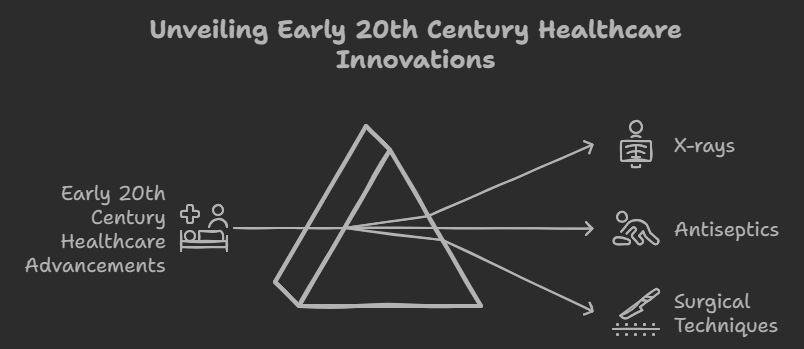 Unveiling Early 20th Century Healthcare
Innovations
Early 20th
Century
Healthcare
Advancements
X-rays
Antiseptics
Surgical
Techniques